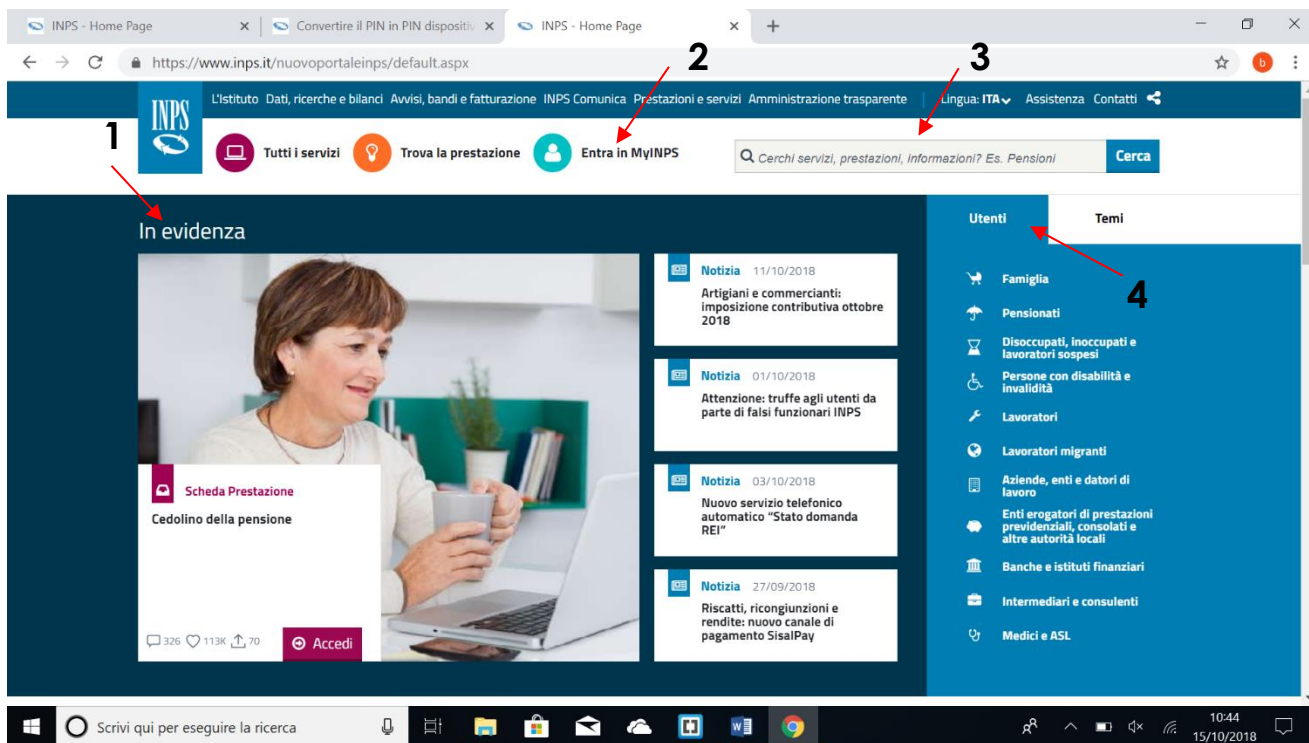 INPS - Home Page
Convertire il PIN in PIN dispositiv
INPS - Home Page
https://www.inps.it/nuovoportaleinps/default.aspx
b
2
3
INPS
L'Istituto Dati, ricerche e bilanci Avvisi, bandi e fatturazione INPS Comunica Prestazioni e servizi Amministrazione trasparente
Lingua: ITA Assistenza Contatti
1
Tutti i servizi
Trova la prestazione
Entra in MyINPS
Cerchi servizi, prestazioni, informazioni? Es. Pensioni
Cerca
In evidenza
Scheda Prestazione
Cedolino della pensione
326 113K 70
Accedi
Notizia 11/10/2018
Artigiani e commercianti:
imposizione contributiva ottobre
2018
Notizia 01/10/2018
Attenzione: truffe agli utenti da
parte di falsi funzionari INPS
Notizia 03/10/2018
Nuovo servizio telefonico
automatico "Stato domanda
REI"
Notizia 27/09/2018
Riscatti, ricongiunzioni e
rendite: nuovo canale di
pagamento SisalPay
Utenti
Temi
4
Famiglia
Pensionati
Disoccupati, inoccupati e
lavoratori sospesi
Persone con disabilità e
invalidità
Lavoratori
Lavoratori migranti
Aziende, enti e datori di
lavoro
Enti erogatori di prestazioni
previdenziali, consolati e
altre autorità locali
Banche e istituti finanziari
Intermediari e consulenti
Medici e ASL
Scrivi qui per eseguire la ricerca
10:44
15/10/2018